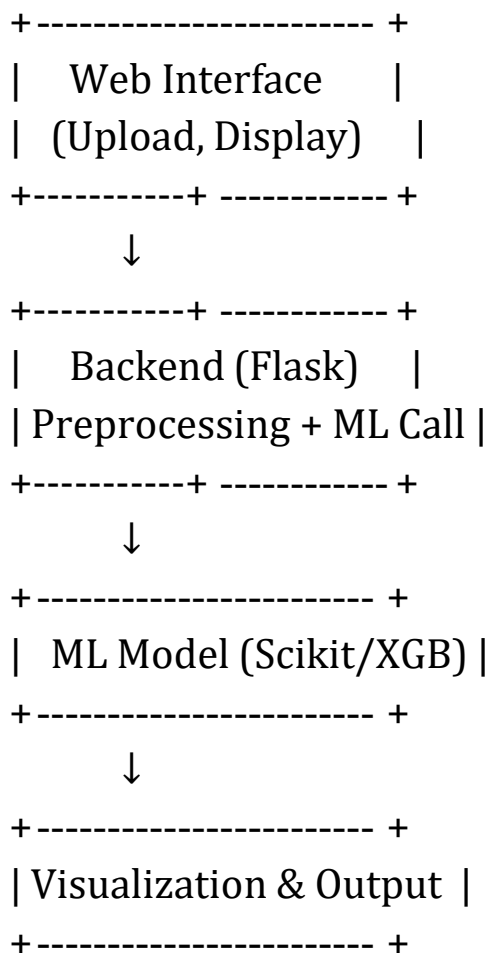 +------------------------ +
|    Web Interface     |
|  (Upload, Display)    |
+-----------+ ------------ +
↓
+-----------+ ------------ +
|    Backend (Flask)    |
| Preprocessing + ML Call |
+-----------+ ------------ +
↓
+------------------------ +
|   ML Model (Scikit/XGB) |
+------------------------ +
↓
+------------------------ +
| Visualization & Output  |
+------------------------ +